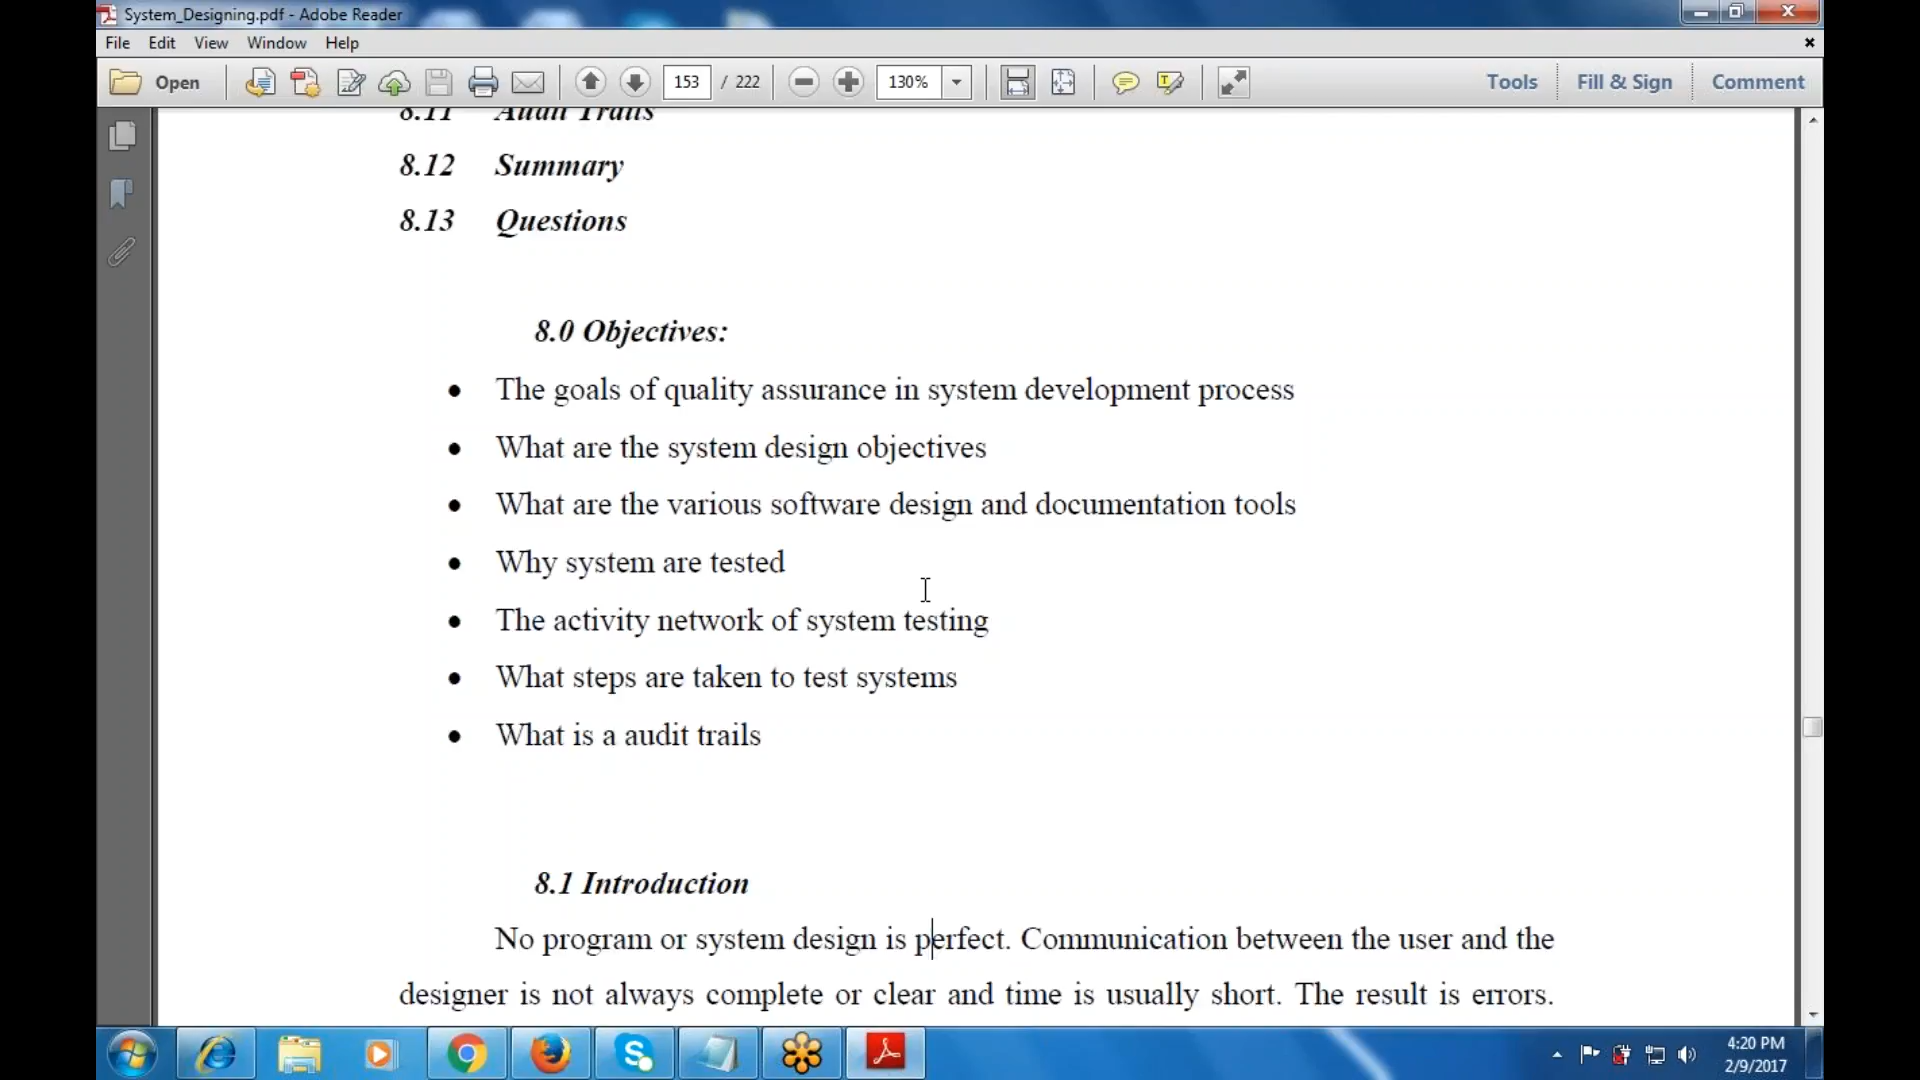 System_Designing.pdf - Adobe Reader
File Edit View Window Help
Open 153 / 222 130% Tools Fill & Sign Comment
8.11 Audit Trails
8.12 Summary
8.13 Questions
8.0 Objectives:
• The goals of quality assurance in system development process
• What are the system design objectives
• What are the various software design and documentation tools
• Why system are tested
• The activity network of system testing
• What steps are taken to test systems
• What is a audit trails
8.1 Introduction
No program or system design is perfect. Communication between the user and the
designer is not always complete or clear and time is usually short. The result is errors.
4:20 PM
2/9/2017